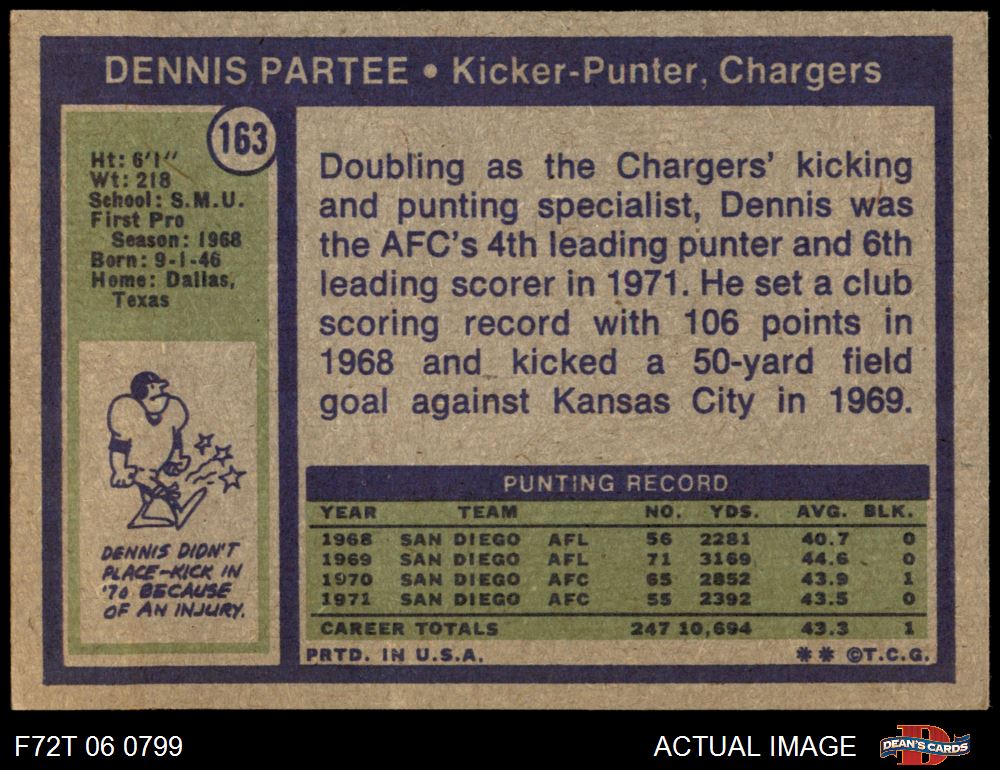 DENNIS PARTEE • Kicker-Punter, Chargers
163
Ht: 6'1"
Wt: 218
School: S.M.U.
First Pro
Season: 1968
Born: 9-1-46
Home: Dallas,
Texas
DENNIS DIDN'T
PLACE-KICK IN
'70 BECAUSE
OF AN INJURY.
Doubling as the Chargers' kicking
and punting specialist, Dennis was
the AFC's 4th leading punter and 6th
leading scorer in 1971. He set a club
scoring record with 106 points in
1968 and kicked a 50-yard field
goal against Kansas City in 1969.
PUNTING RECORD
YEAR TEAM NO. YDS. AVG. BLK.
1968 SAN DIEGO AFL 56 2281 40.7 0
1969 SAN DIEGO AFL 71 3169 44.6 0
1970 SAN DIEGO AFC 65 2852 43.9 1
1971 SAN DIEGO AFC 55 2392 43.5 0
CAREER TOTALS 247 10,694 43.3 1
PRTD. IN U.S.A. * * ©T.C.G.
F72T 06 0799
ACTUAL IMAGE
D
DEAN'S CARDS